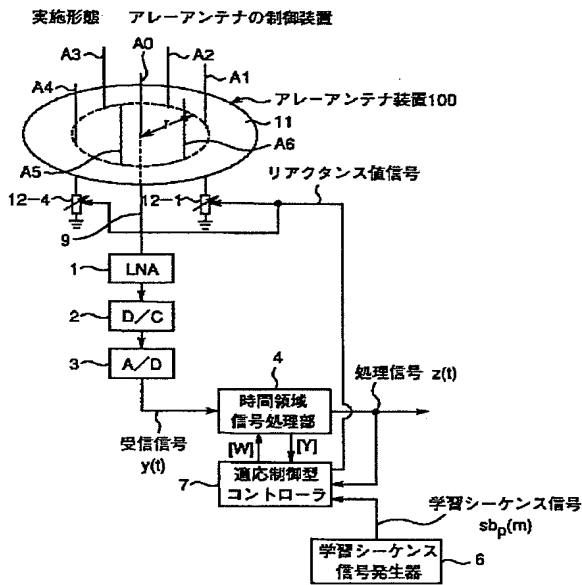 実施形態 アレーアンテナの制御装置
A0
A3
A2
A4
A1
アレーアンテナ装置100
11
r
A5
A6
リアクタンス値信号
12-4
12-1
9
1
LNA
2
D/C
3
A/D
4
処理信号 z(t)
時間領域
信号処理部
受信信号
y(t)
[W]
[Y]
7
適応制御型
コントローラ
学習シーケンス信号
sbp(m)
学習シーケンス
信号発生器
6